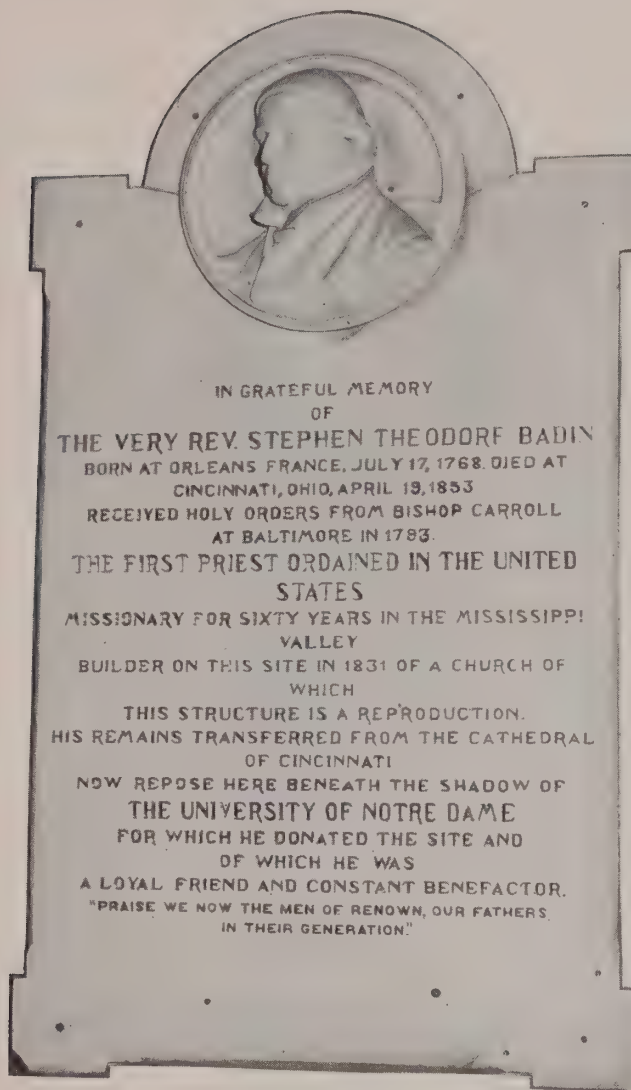 IN GRATEFUL MEMORY
OF
THE VERY REV. STEPHEN THEODORE BADIN
BORN AT ORLEANS FRANCE, JULY 17, 1768. DIED AT
CINCINNATI, OHIO, APRIL 19, 1853
RECEIVED HOLY ORDERS FROM BISHOP CARROLL
AT BALTIMORE IN 1793.
THE FIRST PRIEST ORDAINED IN THE UNITED
STATES
MISSIONARY FOR SIXTY YEARS IN THE MISSISSIPPI
VALLEY
BUILDER ON THIS SITE IN 1831 OF A CHURCH OF
WHICH
THIS STRUCTURE IS A REPRODUCTION.
HIS REMAINS TRANSFERRED FROM THE CATHEDRAL
OF CINCINNATI
NOW REPOSE HERE BENEATH THE SHADOW OF
THE UNIVERSITY OF NOTRE DAME
FOR WHICH HE DONATED THE SITE AND
OF WHICH HE WAS
A LOYAL FRIEND AND CONSTANT BENEFACTOR.
"PRAISE WE NOW THE MEN OF RENOWN, OUR FATHERS
IN THEIR GENERATION."